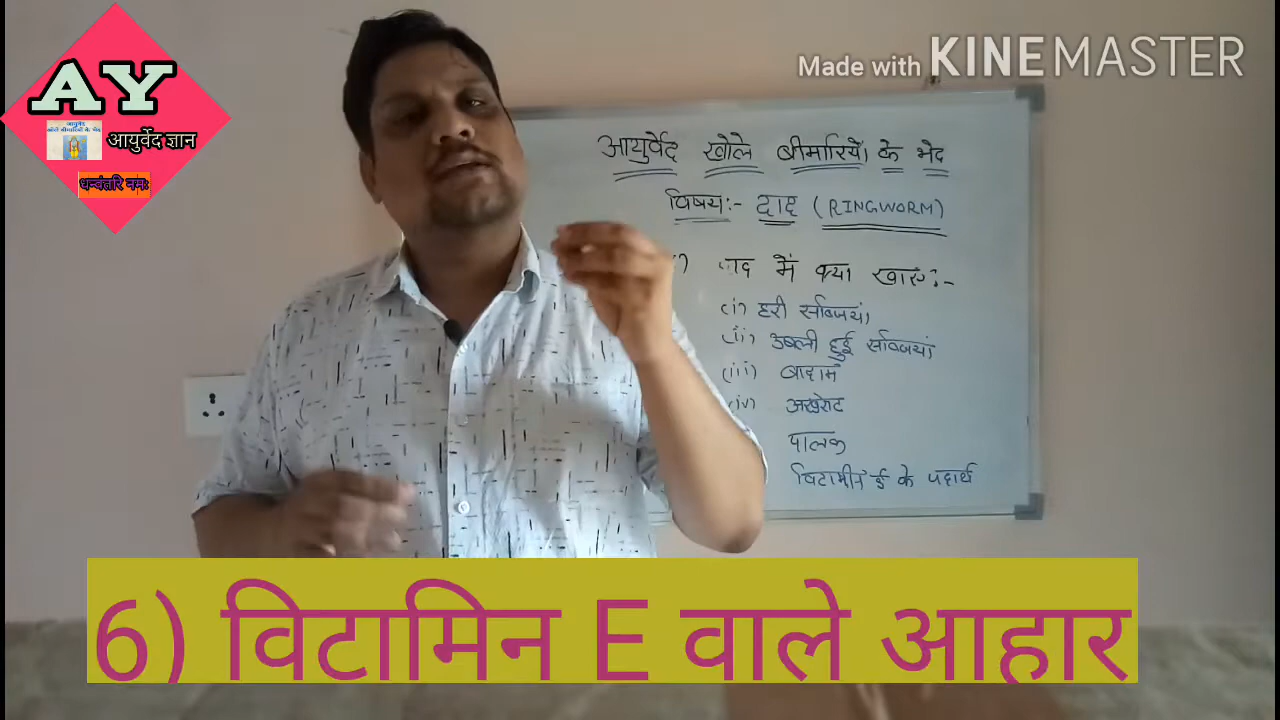 AY
आयुर्वेद
खोले बीमारियों के भेद
आयुर्वेद ज्ञान
धन्वंतरि नमः
Made with KINEMASTER
आयुर्वेद खोले बीमारियों के भेद
विषय:- दाद (RINGWORM)
में क्या खाए:-
(i) हरी सब्जियां
(ii) उबली हुई सब्जियां
(iii) बादाम
(iv) अखरोट
पालक
विटामीन ई के पदार्थ
6) विटामिन E वाले आहार